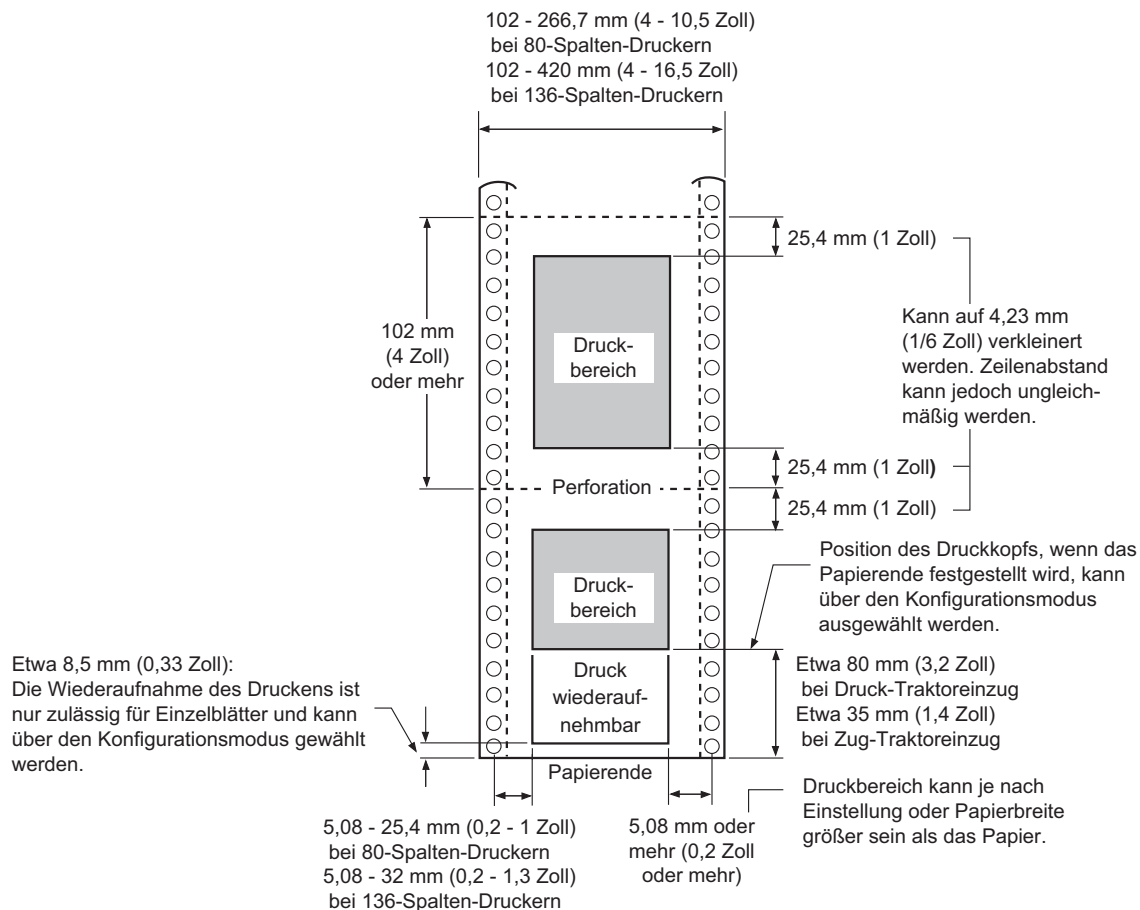 102 - 266,7 mm (4 - 10,5 Zoll)
bei 80-Spalten-Druckern
102 - 420 mm (4 - 16,5 Zoll)
bei 136-Spalten-Druckern
25,4 mm (1 Zoll)
102 mm
(4 Zoll)
oder mehr
Druck-
bereich
Kann auf 4,23 mm
(1/6 Zoll) verkleinert
werden. Zeilenabstand
kann jedoch ungleich-
mäßig werden.
25,4 mm (1 Zoll)
Perforation
25,4 mm (1 Zoll)
Druck-
bereich
Position des Druckkopfs, wenn das
Papierende festgestellt wird, kann
über den Konfigurationsmodus
ausgewählt werden.
Etwa 8,5 mm (0,33 Zoll):
Die Wiederaufnahme des Druckens ist
nur zulässig für Einzelblätter und kann
über den Konfigurationsmodus gewählt
werden.
Druck
wiederauf-
nehmbar
Etwa 80 mm (3,2 Zoll)
bei Druck-Traktoreinzug
Etwa 35 mm (1,4 Zoll)
bei Zug-Traktoreinzug
Papierende
Druckbereich kann je nach
Einstellung oder Papierbreite
größer sein als das Papier.
5,08 - 25,4 mm (0,2 - 1 Zoll)
bei 80-Spalten-Druckern
5,08 - 32 mm (0,2 - 1,3 Zoll)
bei 136-Spalten-Druckern
5,08 mm oder
mehr (0,2 Zoll
oder mehr)